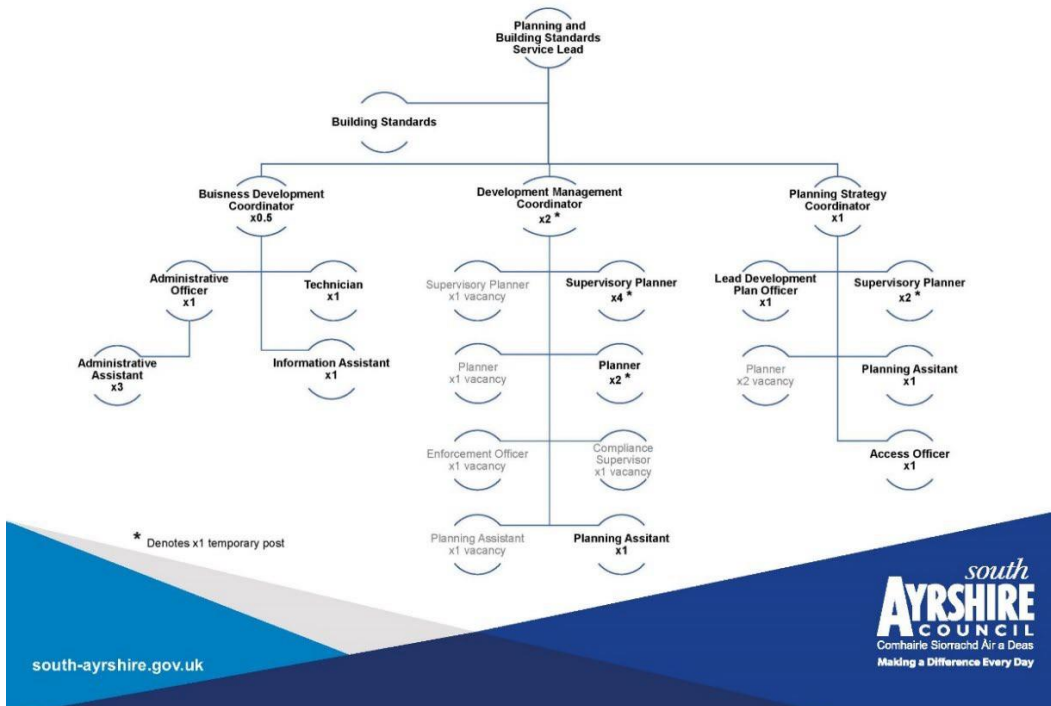 Planning and
Building Standards
Service Lead
Building Standards
Buisness Development
Coordinator
x0.5
Development Management
Coordinator
x2 *
Planning Strategy
Coordinator
x1
Administrative
Officer
x1
Technician
x1
Supervisory Planner
x1 vacancy
Supervisory Planner
x4 *
Lead Development
Plan Officer
x1
Supervisory Planner
x2 *
Administrative
Assistant
x3
Information Assistant
x1
Planner
x1 vacancy
Planner
x2 *
Planner
x2 vacancy
Planning Assitant
x1
Enforcement Officer
x1 vacancy
Compliance
Supervisor
x1 vacancy
Access Officer
x1
Planning Assistant
x1 vacancy
Planning Assitant
x1
* Denotes x1 temporary post
south-ayrshire.gov.uk
south
AYRSHIRE
COUNCIL
Comhairle Siorrachd Àir a Deas
Making a Difference Every Day